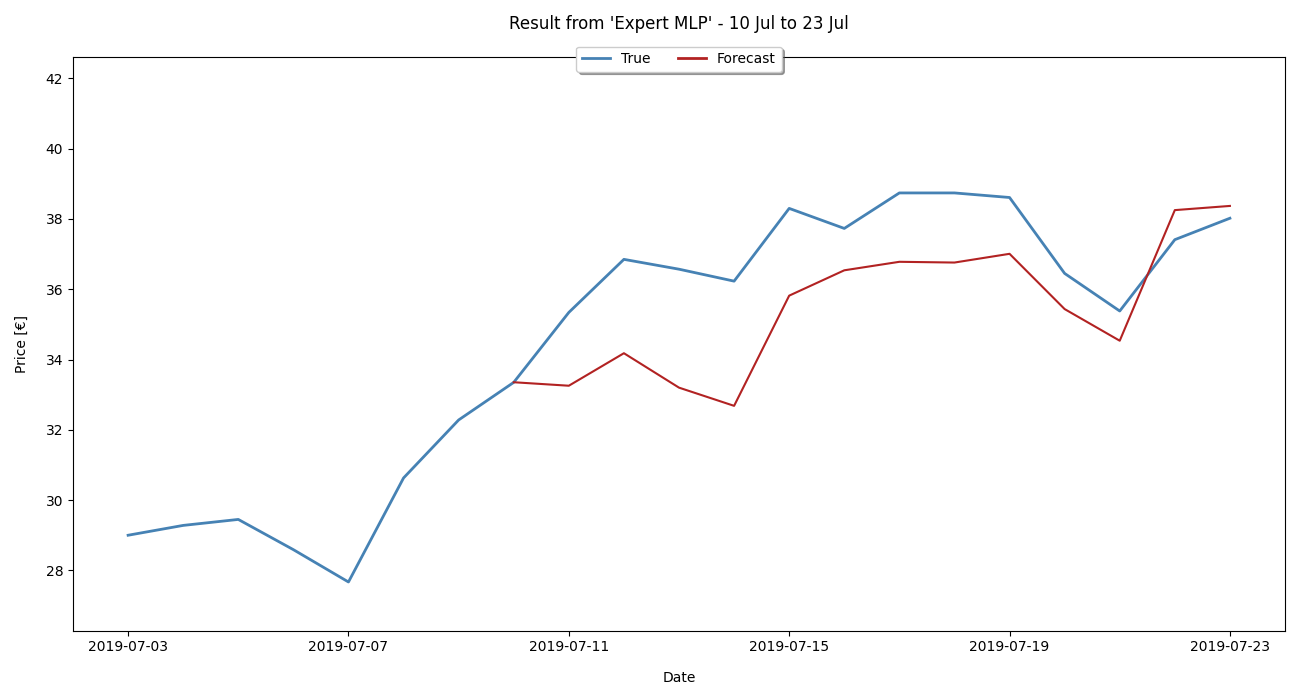 Result from 'Expert MLP' - 10 Jul to 23 Jul
True Forecast
42
40
38
36
34
32
30
28
Price [€]
2019-07-03 2019-07-07 2019-07-11 2019-07-15 2019-07-19 2019-07-23
Date